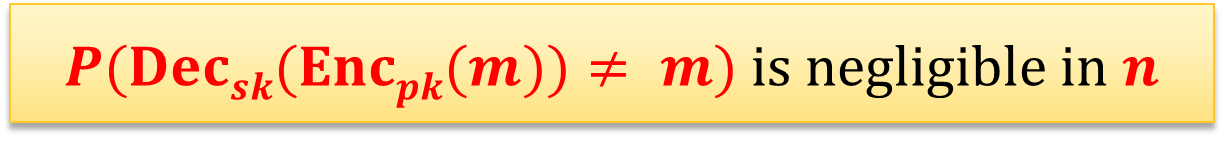 P(Dec_sk(Enc_pk(m)) ≠ m) is negligible in n